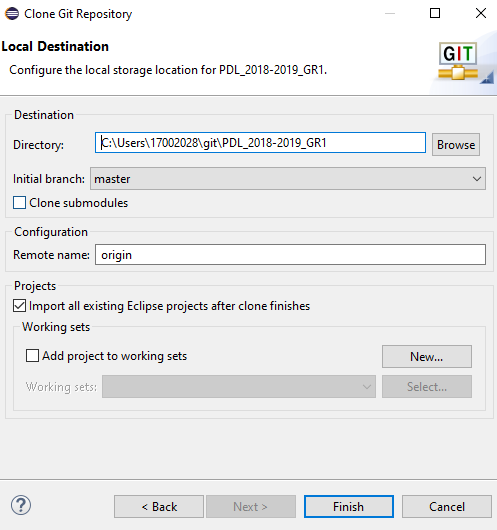 Clone Git Repository
Local Destination
Configure the local storage location for PDL_2018-2019_GR1.
GIT
Destination
Directory: C:\Users\17002028\git\PDL_2018-2019_GR1 Browse
Initial branch: master
Clone submodules
Configuration
Remote name: origin
Projects
Import all existing Eclipse projects after clone finishes
Working sets
Add project to working sets New...
Working sets: Select...
? < Back Next > Finish Cancel